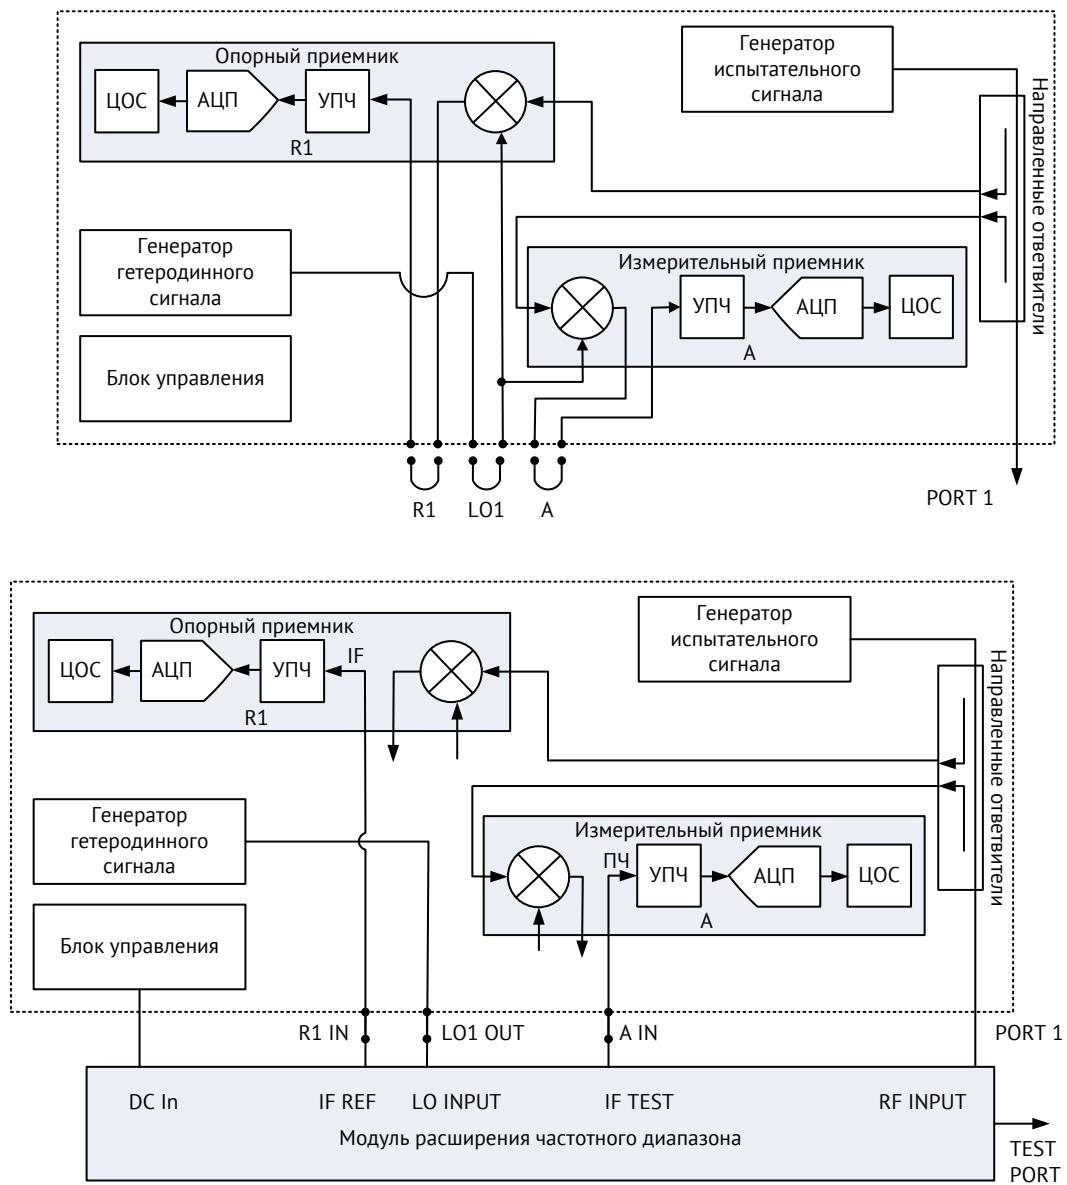 Опорный приемник
ЦОС
АЦП
УПЧ
R1
Генератор
испытательного
сигнала
Направленные ответвители
Генератор
гетеродинного
сигнала
Измерительный приемник
УПЧ
АЦП
ЦОС
A
Блок управления
R1
LO1
A
PORT 1
Опорный приемник
ЦОС
АЦП
УПЧ
IF
R1
Генератор
испытательного
сигнала
Направленные ответвители
Генератор
гетеродинного
сигнала
Измерительный приемник
ПЧ
УПЧ
АЦП
ЦОС
A
Блок управления
R1 IN
LO1 OUT
A IN
PORT 1
DC In
IF REF
LO INPUT
IF TEST
RF INPUT
Модуль расширения частотного диапазона
TEST
PORT